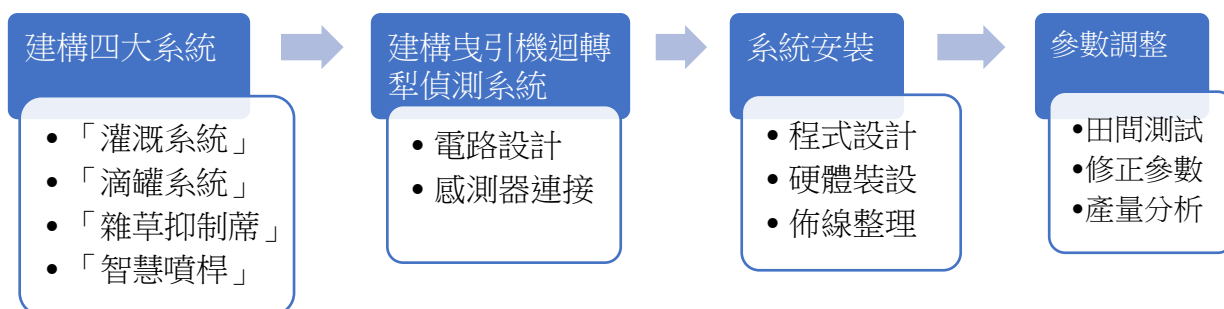 建構四大系統
• 「灌溉系統」
• 「滴罐系統」
• 「雜草抑制蓆」
• 「智慧噴桿」
建構曳引機迴轉
犁偵測系統
• 電路設計
• 感測器連接
系統安裝
• 程式設計
• 硬體裝設
• 佈線整理
參數調整
•田間測試
•修正參數
•產量分析